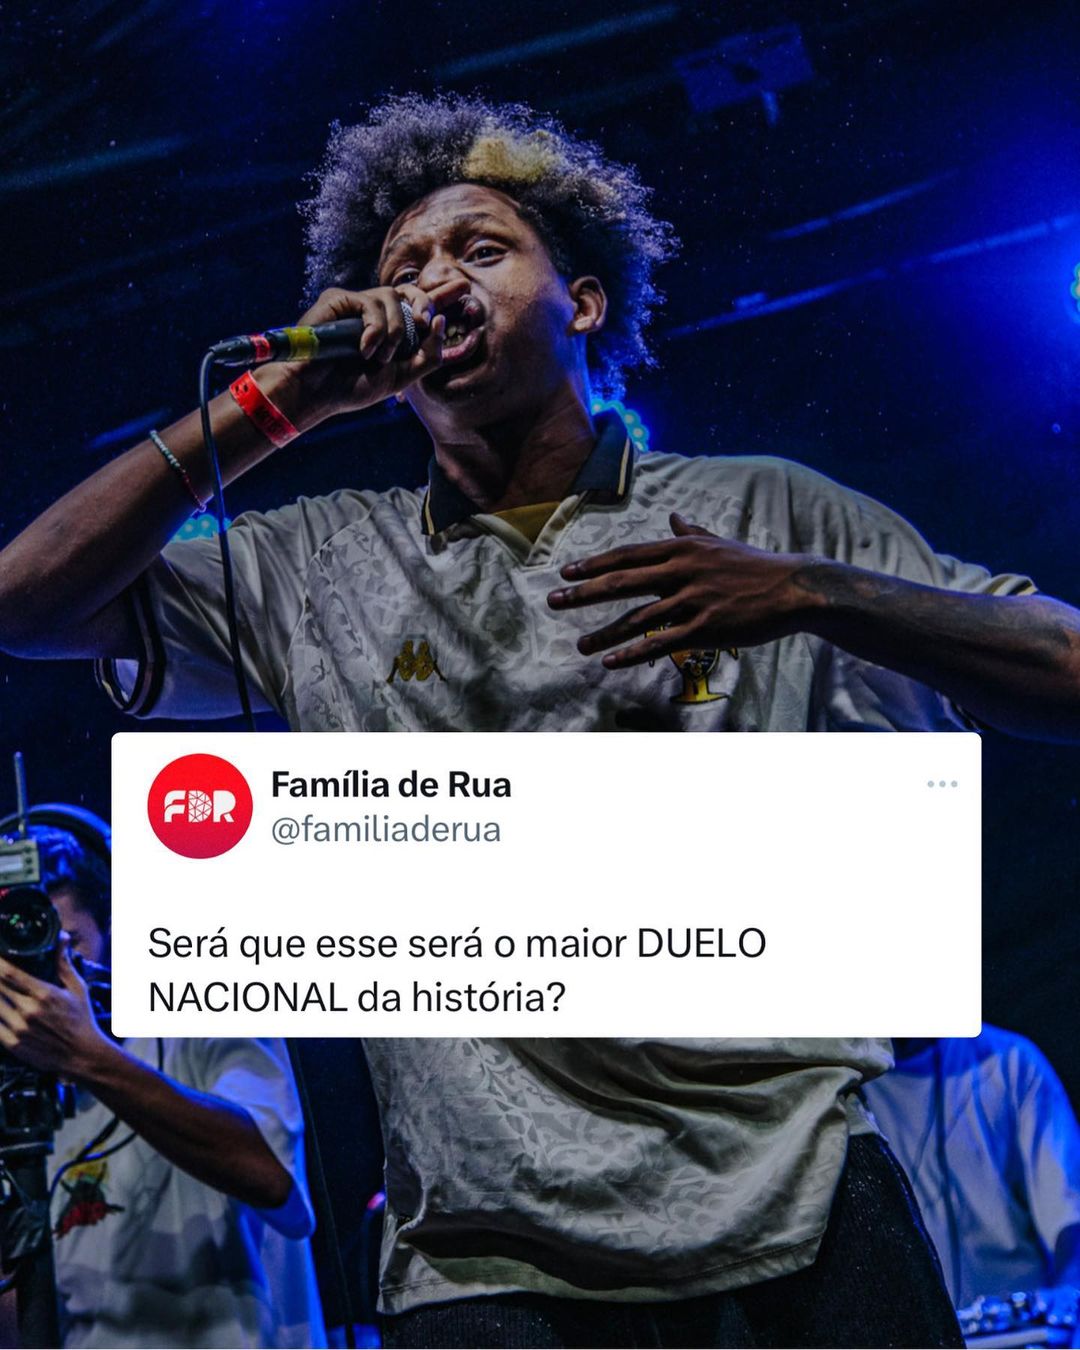 FDR
Família de Rua
@familiaderua
Será que esse será o maior DUELO
NACIONAL da história?